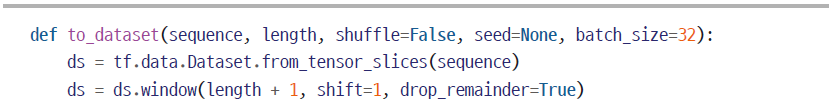 def to_dataset(sequence, length, shuffle=False, seed=None, batch_size=32):
    ds = tf.data.Dataset.from_tensor_slices(sequence)
    ds = ds.window(length + 1, shift=1, drop_remainder=True)